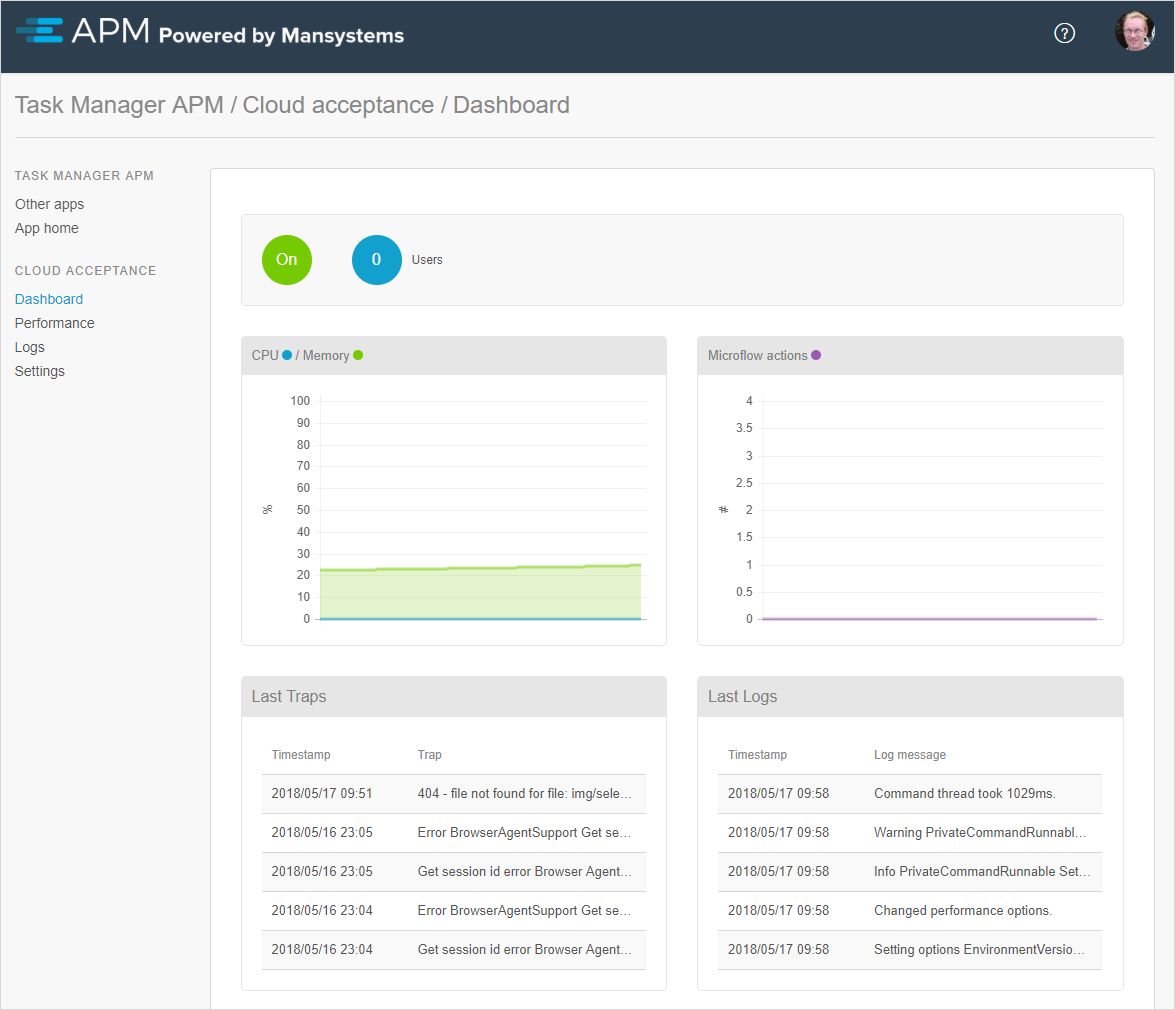 APM Powered by Mansystems
?
Task Manager APM / Cloud acceptance / Dashboard
TASK MANAGER APM
Other apps
App home
CLOUD ACCEPTANCE
Dashboard
Performance
Logs
Settings
On
0
Users
CPU / Memory
100
90
80
70
60
50
40
30
20
10
0
%
Microflow actions
4
3.5
3
2.5
2
1.5
1
0.5
0
#
Last Traps
Timestamp Trap
2018/05/17 09:51 404 - file not found for file: img/sele...
2018/05/16 23:05 Error BrowserAgentSupport Get se...
2018/05/16 23:05 Get session id error Browser Agent...
2018/05/16 23:04 Error BrowserAgentSupport Get se...
2018/05/16 23:04 Get session id error Browser Agent...
Last Logs
Timestamp Log message
2018/05/17 09:58 Command thread took 1029ms.
2018/05/17 09:58 Warning PrivateCommandRunnabl...
2018/05/17 09:58 Info PrivateCommandRunnable Set...
2018/05/17 09:58 Changed performance options.
2018/05/17 09:58 Setting options EnvironmentVersio...